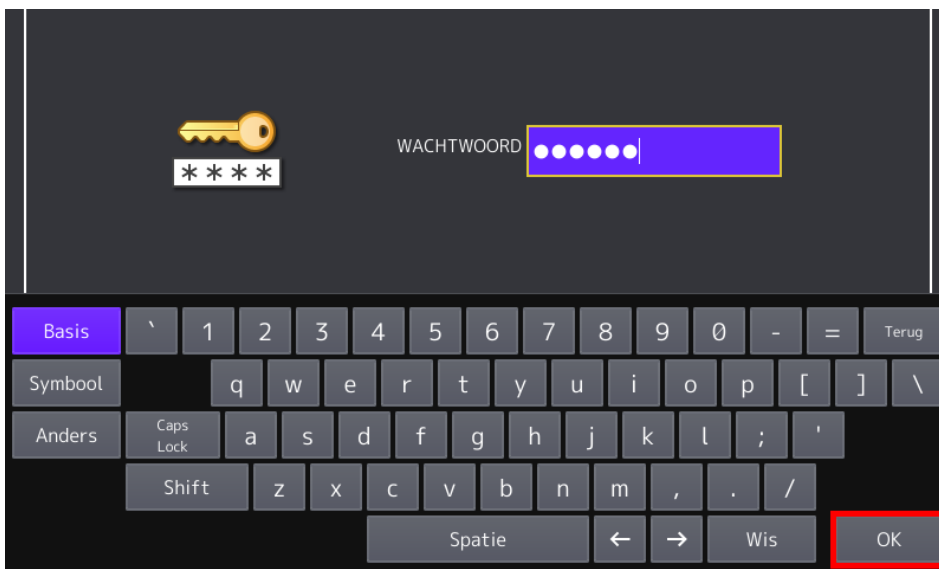 WACHTWOORD ●●●●●●
****
Basis ` 1 2 3 4 5 6 7 8 9 0 - = Terug
Symbool q w e r t y u i o p [ ] \
Anders Caps Lock a s d f g h j k l ; '
Shift z x c v b n m , . /
Spatie ← → Wis OK